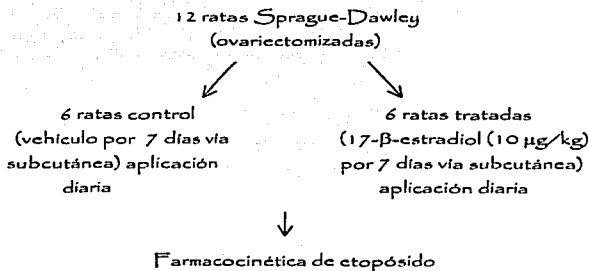 12 ratas Sprague-Dawley
(ovariectomizadas)
6 ratas control
(vehículo por 7 días vía
subcutánea) aplicación
diaria
6 ratas tratadas
(17-β-estradiol (10 µg/kg)
por 7 días vía subcutánea)
aplicación diaria
Farmacocinética de etopósido